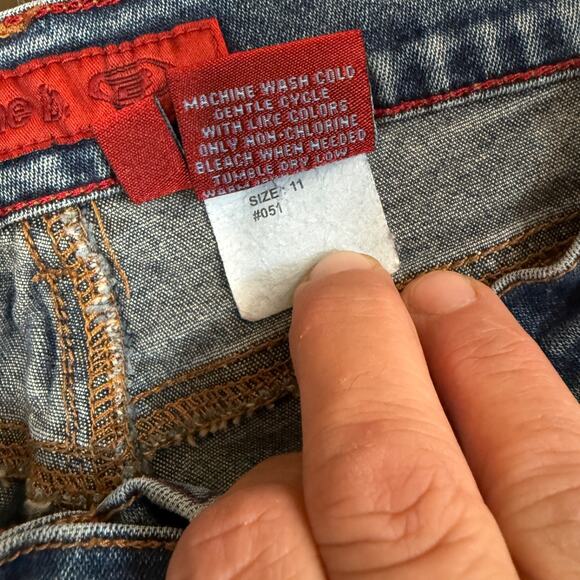 MACHINE WASH COLD
GENTLE CYCLE
WITH LIKE COLORS
ONLY NON-CHLORINE
BLEACH WHEN NEEDED
TUMBLE DRY LOW
SIZE: 11
#051